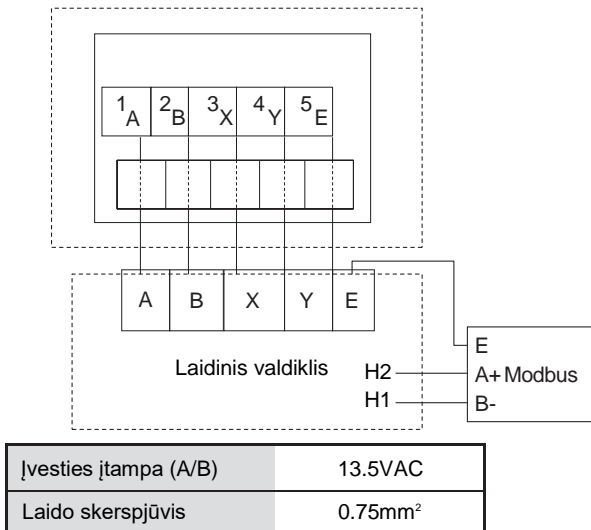 1A 2B 3X 4Y 5E
A B X Y E
Laidinis valdiklis
E
H2 A+ Modbus
H1 B-
Įvesties įtampa (A/B) 13.5VAC
Laido skerspjūvis 0.75mm²